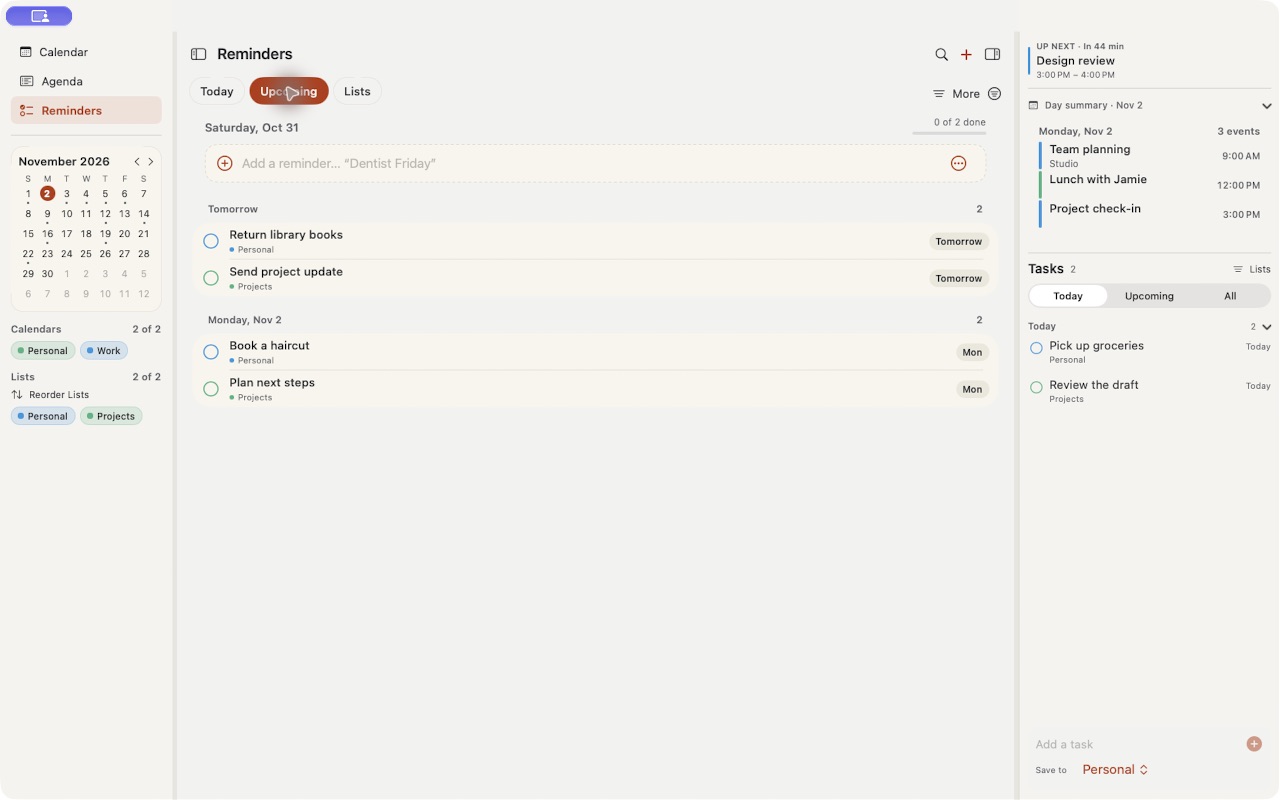 Calendar
Agenda
Reminders
November 2026
S M T W T F S
1 2 3 4 5 6 7
8 9 10 11 12 13 14
15 16 17 18 19 20 21
22 23 24 25 26 27 28
29 30 1 2 3 4 5
6 7 8 9 10 11 12
Calendars 2 of 2
Personal Work
Lists 2 of 2
Reorder Lists
Personal Projects
Reminders
Today Upcoming Lists
More
Saturday, Oct 31
0 of 2 done
Add a reminder... “Dentist Friday”
Tomorrow 2
Return library books
Personal
Tomorrow
Send project update
Projects
Tomorrow
Monday, Nov 2 2
Book a haircut
Personal
Mon
Plan next steps
Projects
Mon
UP NEXT · In 44 min
Design review
3:00 PM – 4:00 PM
Day summary · Nov 2
Monday, Nov 2 3 events
Team planning
Studio
9:00 AM
Lunch with Jamie
12:00 PM
Project check-in
3:00 PM
Tasks 2 Lists
Today Upcoming All
Today 2
Pick up groceries Today
Personal
Review the draft Today
Projects
Add a task
Save to Personal